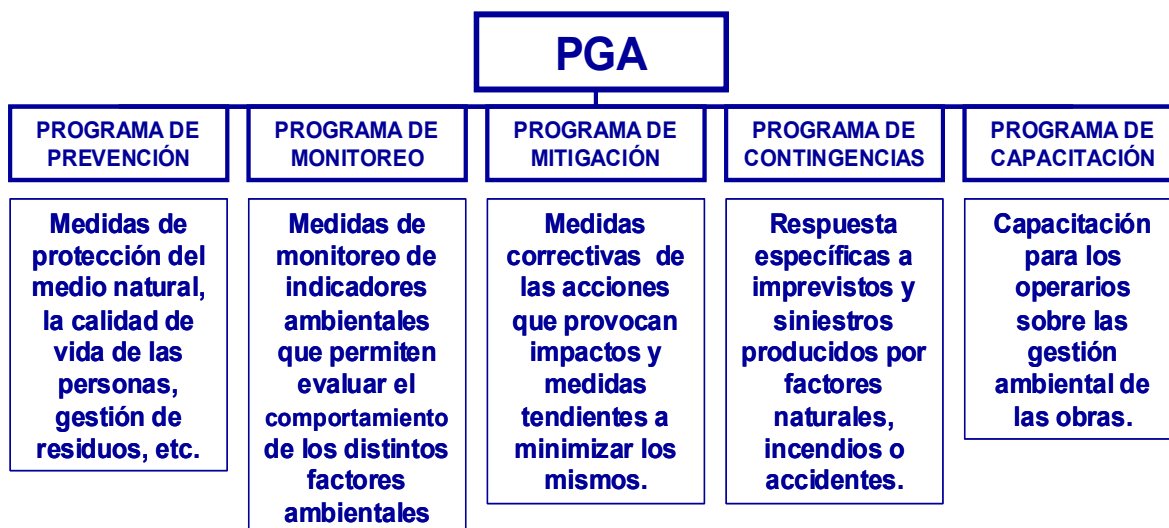 PGA
PROGRAMA DE
PREVENCIÓN
PROGRAMA DE
MONITOREO
PROGRAMA DE
MITIGACIÓN
PROGRAMA DE
CONTINGENCIAS
PROGRAMA DE
CAPACITACIÓN
Medidas de
protección del
medio natural,
la calidad de
vida de las
personas,
gestión de
residuos, etc.
Medidas de
monitoreo de
indicadores
ambientales
que permiten
evaluar el
comportamiento
de los distintos
factores
ambientales
Medidas
correctivas de
las acciones
que provocan
impactos y
medidas
tendientes a
minimizar los
mismos.
Respuesta
específicas a
imprevistos y
siniestros
producidos por
factores
naturales,
incendios o
accidentes.
Capacitación
para los
operarios
sobre las
gestión
ambiental de
las obras.